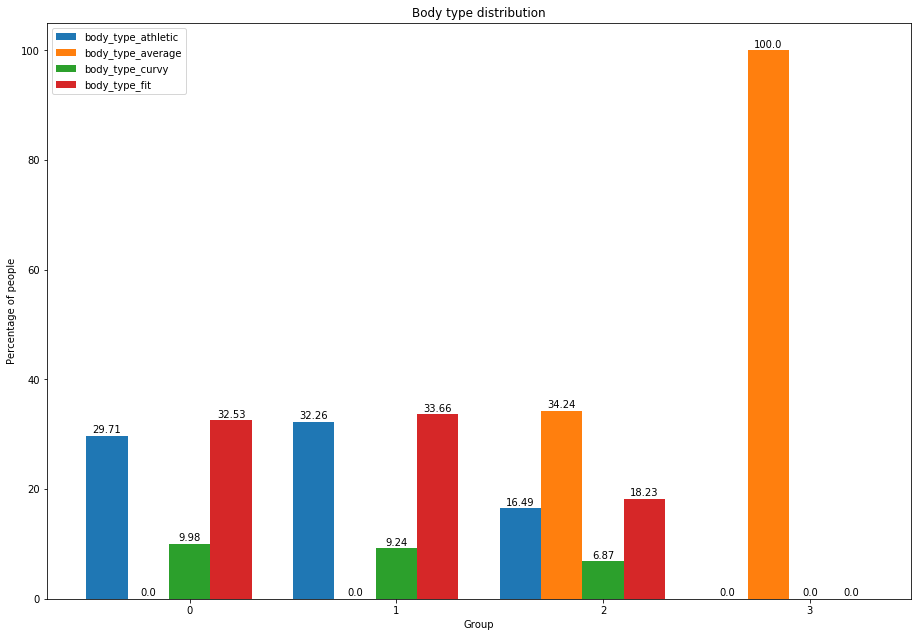 Body type distribution
body_type_athletic
body_type_average
body_type_curvy
body_type_fit
Percentage of people
100
80
60
40
20
0
29.71
0.0
9.98
32.53
32.26
0.0
9.24
33.66
16.49
34.24
6.87
18.23
0.0
100.0
0.0
0.0
0 1 2 3
Group